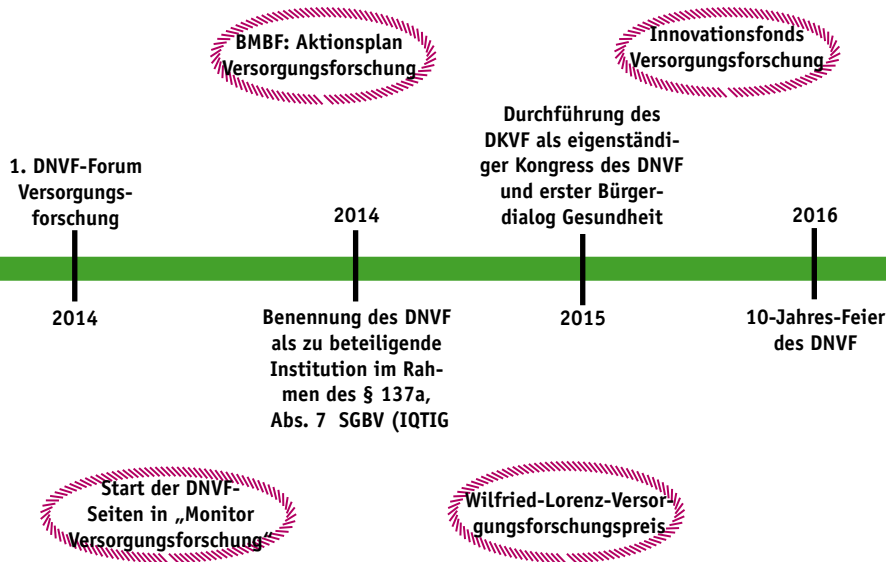 BMBF: Aktionsplan
Versorgungsforschung
Innovationsfonds
Versorgungsforschung
1. DNVF-Forum
Versorgungs-
forschung
2014
2014
Benennung des DNVF
als zu beteiligende
Institution im Rah-
men des § 137a,
Abs. 7 SGBV (IQTIG
Durchführung des
DKVF als eigenständi-
ger Kongress des DNVF
und erster Bürger-
dialog Gesundheit
2015
2016
10-Jahres-Feier
des DNVF
Start der DNVF-
Seiten in „Monitor
Versorgungsforschung“
Wilfried-Lorenz-Versor-
gungsforschungspreis